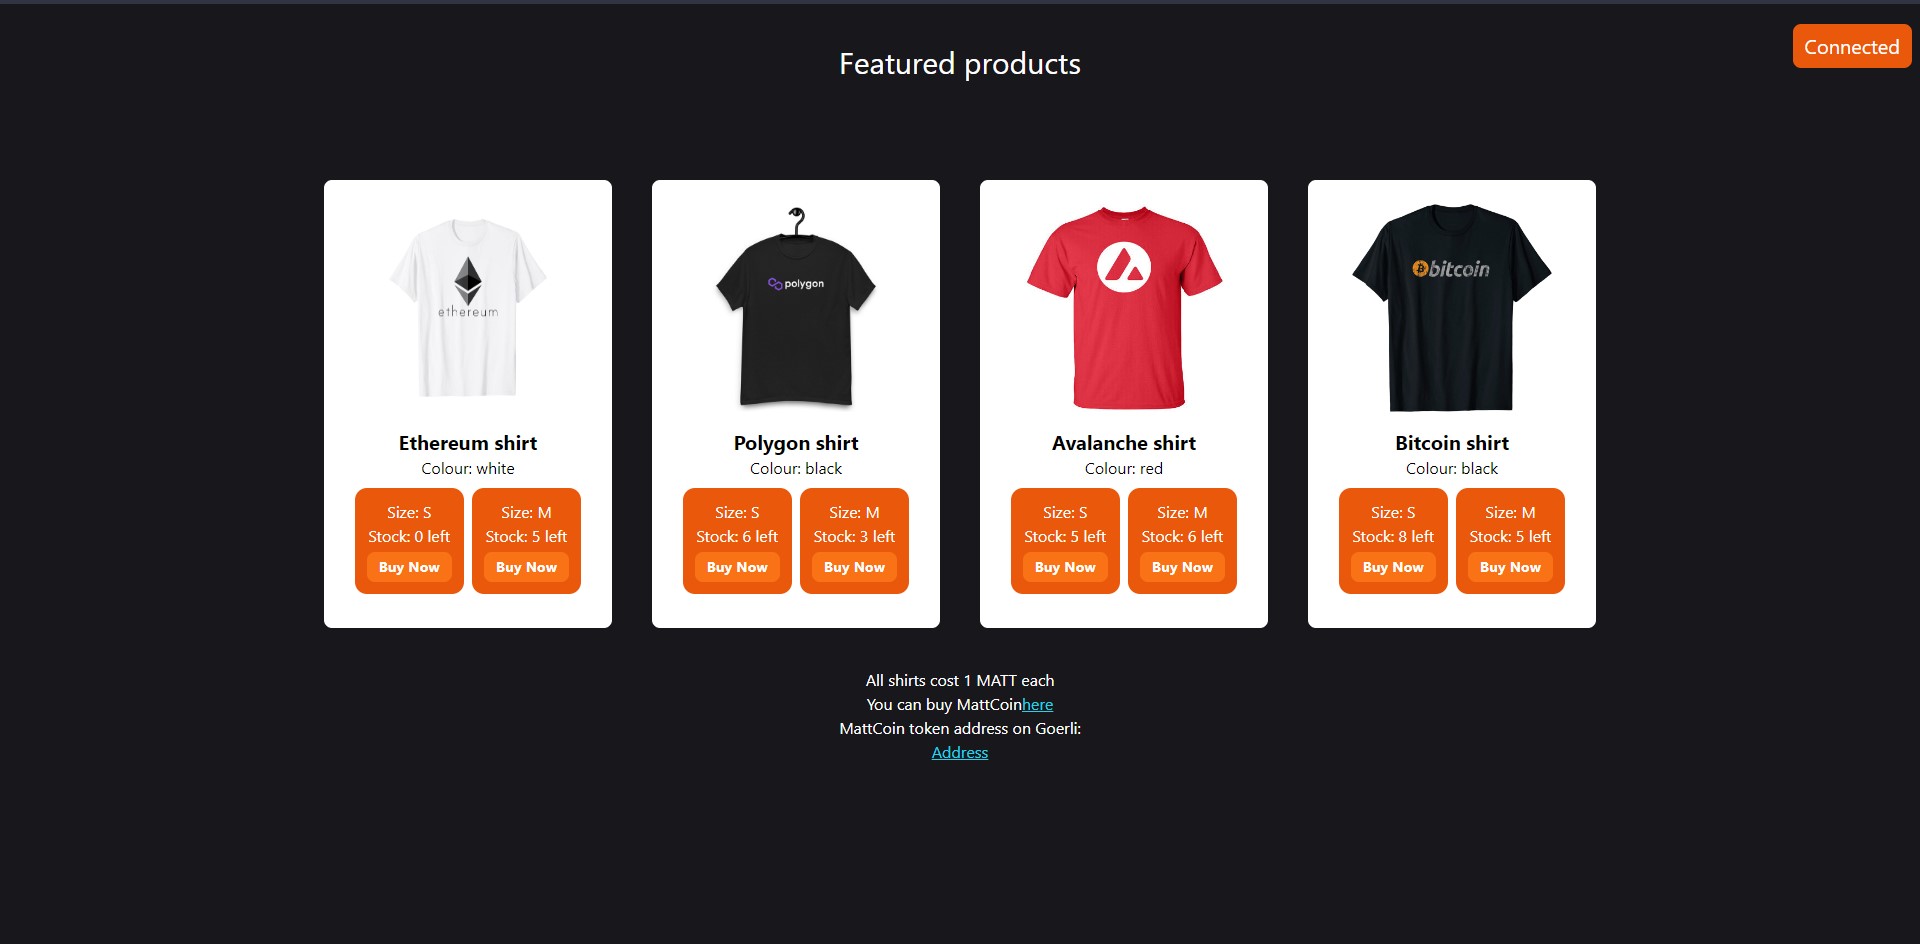 Connected
Featured products
ethereum
polygon
bitcoin
Ethereum shirt
Colour: white
Size: S
Stock: 0 left
Buy Now
Size: M
Stock: 5 left
Buy Now
Polygon shirt
Colour: black
Size: S
Stock: 6 left
Buy Now
Size: M
Stock: 3 left
Buy Now
Avalanche shirt
Colour: red
Size: S
Stock: 5 left
Buy Now
Size: M
Stock: 6 left
Buy Now
Bitcoin shirt
Colour: black
Size: S
Stock: 8 left
Buy Now
Size: M
Stock: 5 left
Buy Now
All shirts cost 1 MATT each
You can buy MattCoinhere
MattCoin token address on Goerli:
Address